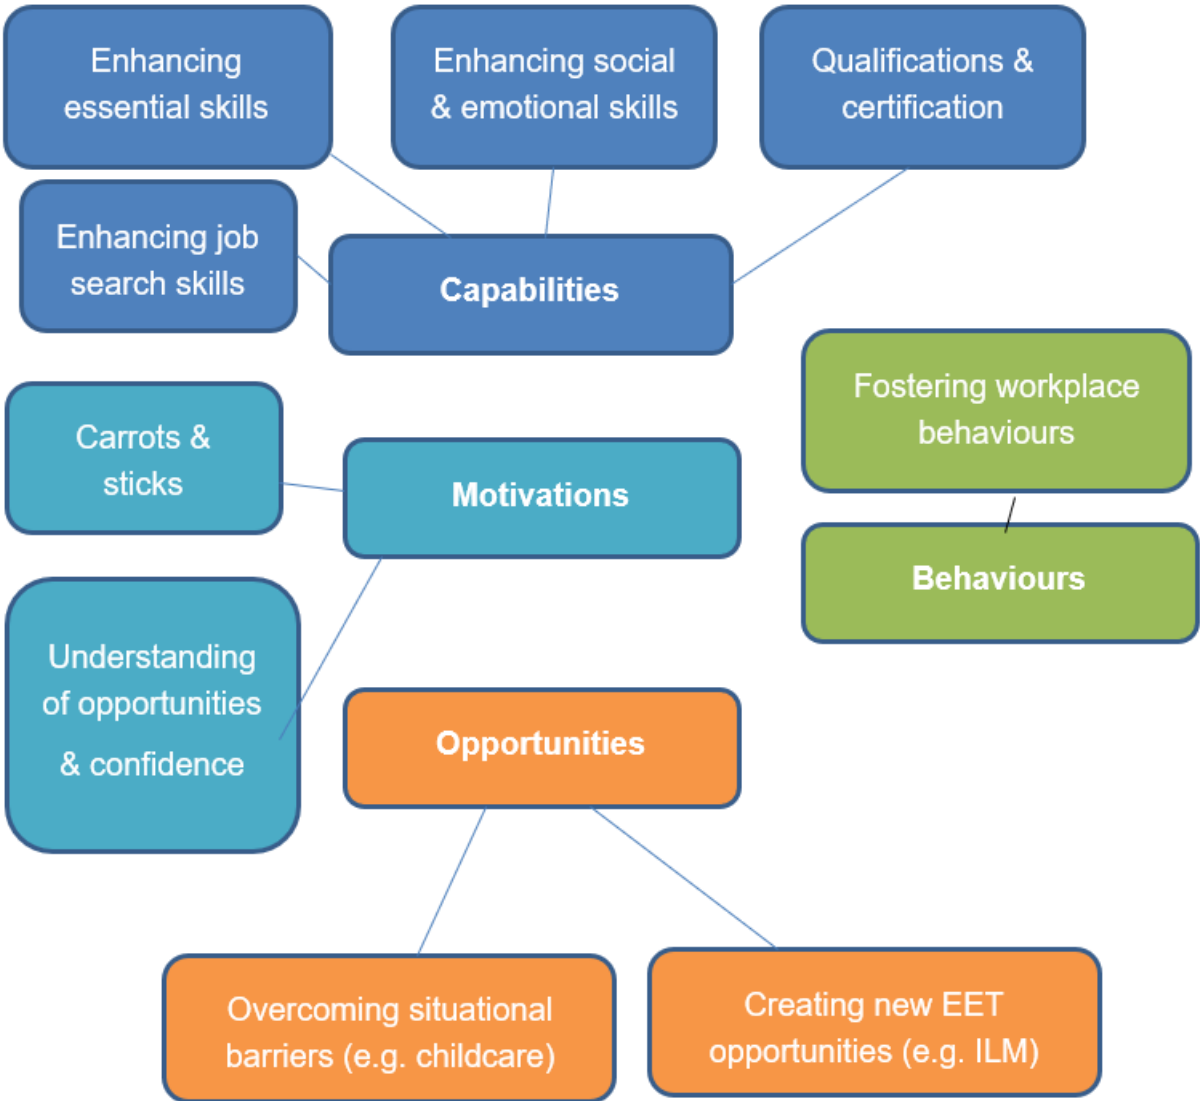 Enhancing
essential skills
Enhancing social
& emotional skills
Qualifications &
certification
Enhancing job
search skills
Capabilities
Fostering workplace
behaviours
Carrots &
sticks
Motivations
Behaviours
Understanding
of opportunities
& confidence
Opportunities
Overcoming situational
barriers (e.g. childcare)
Creating new EET
opportunities (e.g. ILM)